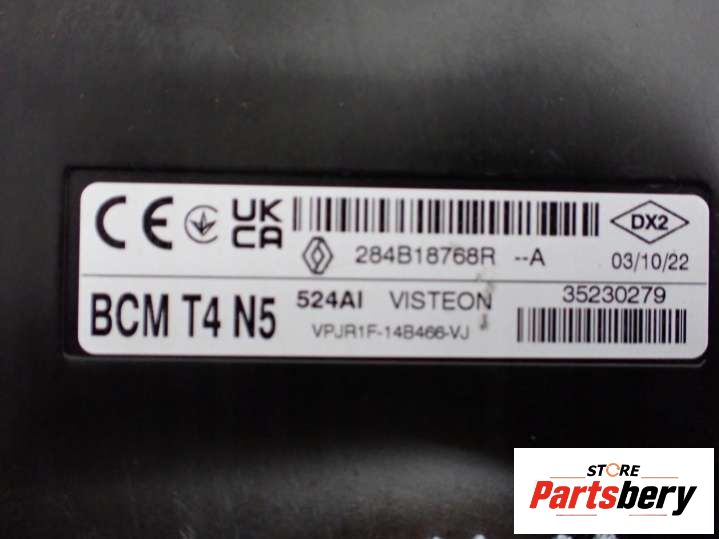 CE UK CA DX2
284B18768R --A 03/10/22
BCM T4 N5 524AI VISTEON 35230279
VPJR1F-14B466-VJ
STORE
Partsbery